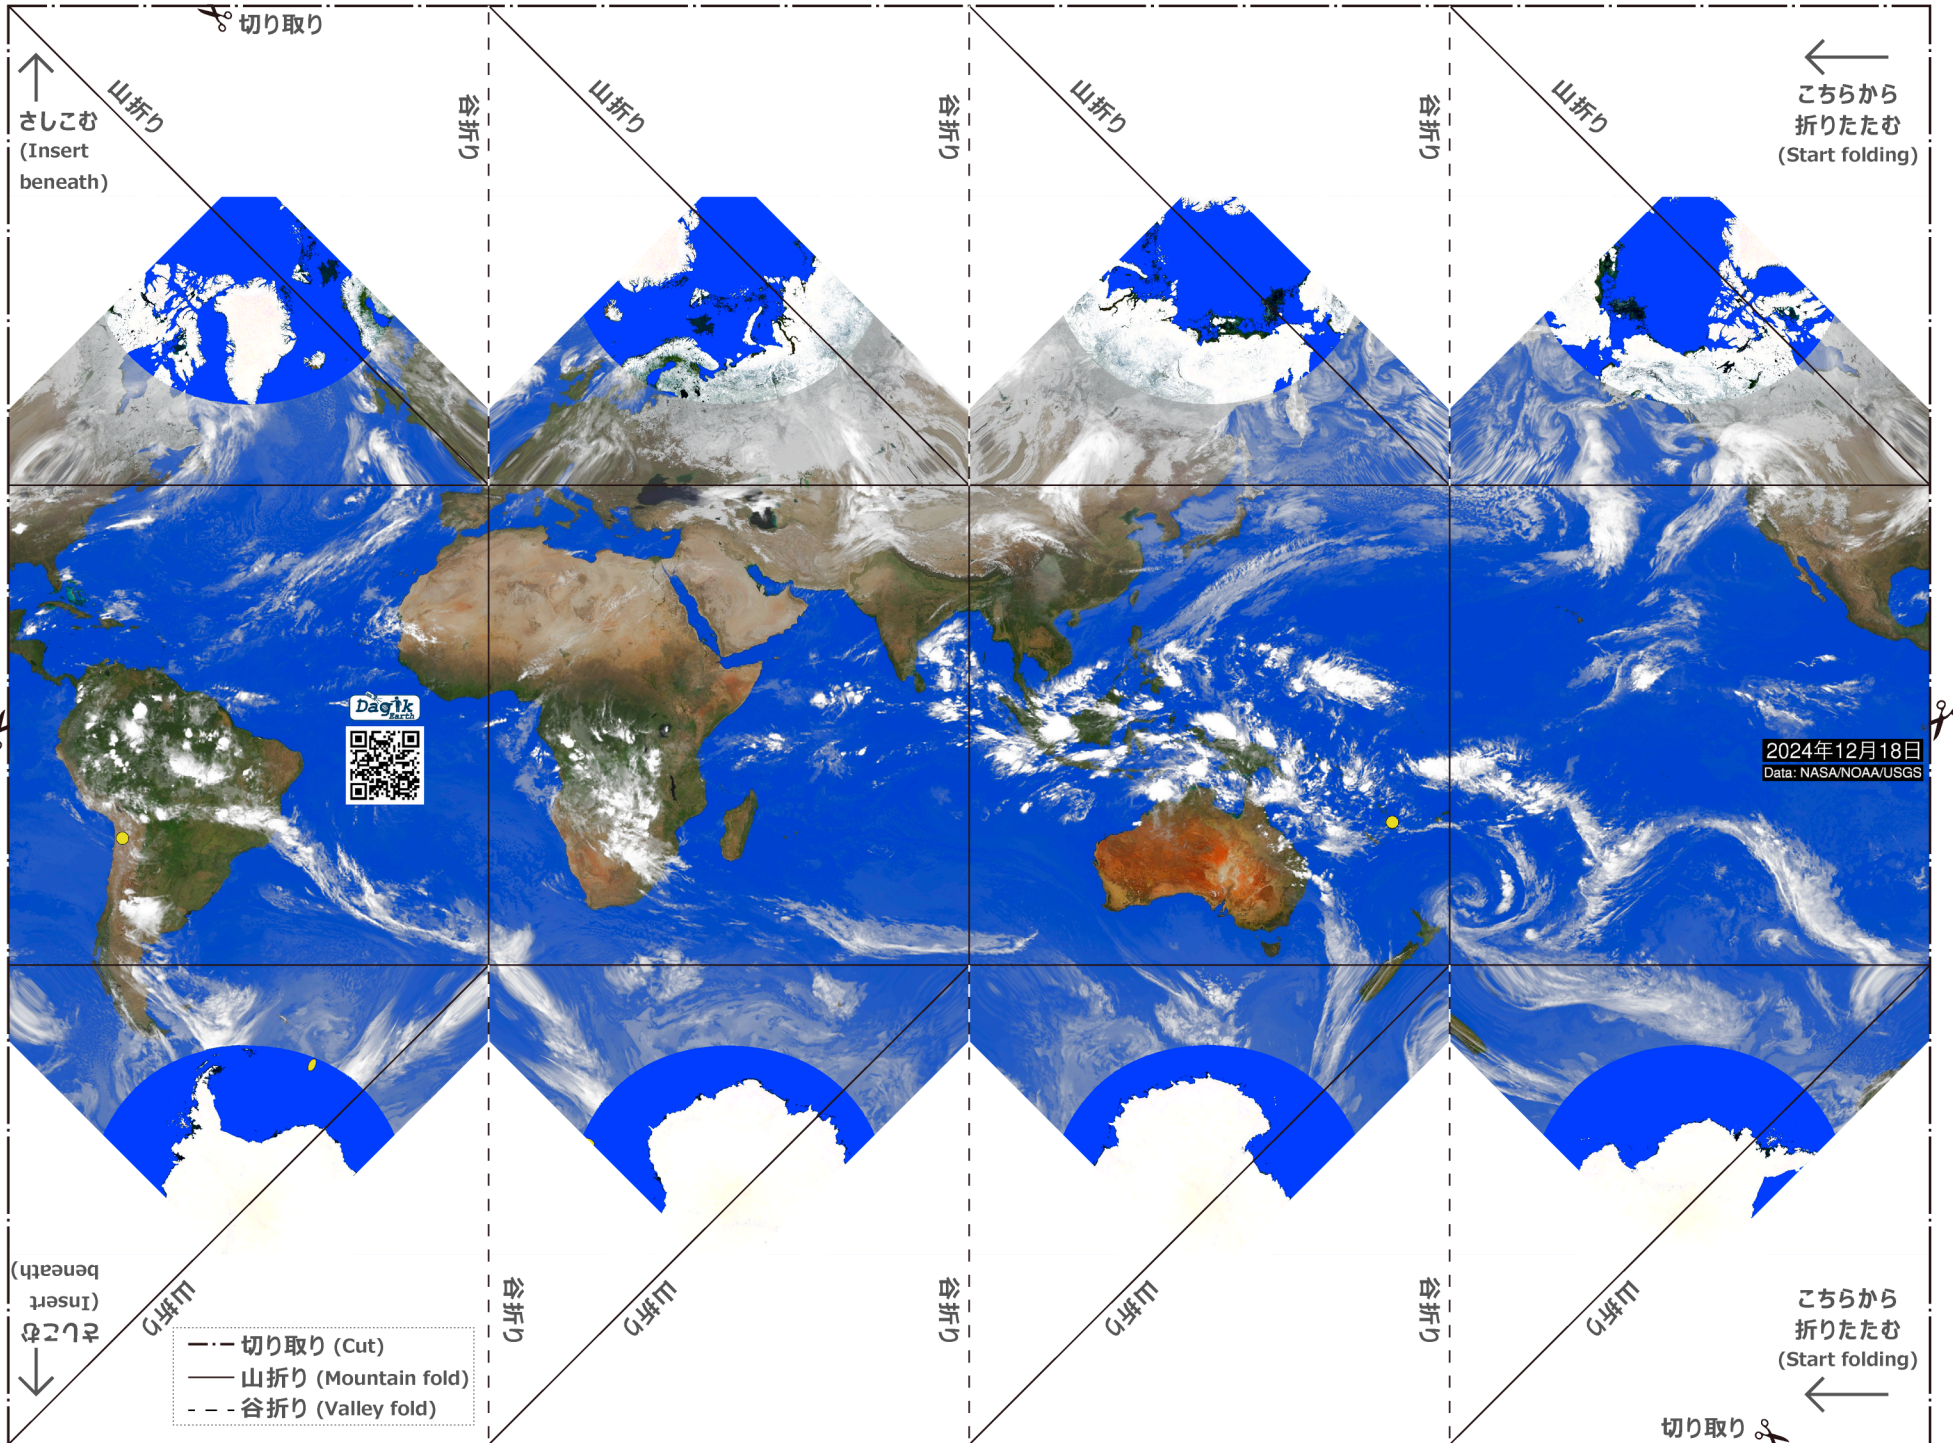 切り取り
さしこむ
(Insert
beneath)
山折り
谷折り
山折り
谷折り
山折り
谷折り
山折り
こちらから
折りたたむ
(Start folding)
Dagik
Earth
2024年12月18日
Data: NASA/NOAA/USGS
さしこむ
(Insert
beneath)
山折り
谷折り
山折り
谷折り
山折り
谷折り
山折り
こちらから
折りたたむ
(Start folding)
切り取り (Cut)
山折り (Mountain fold)
谷折り (Valley fold)
切り取り